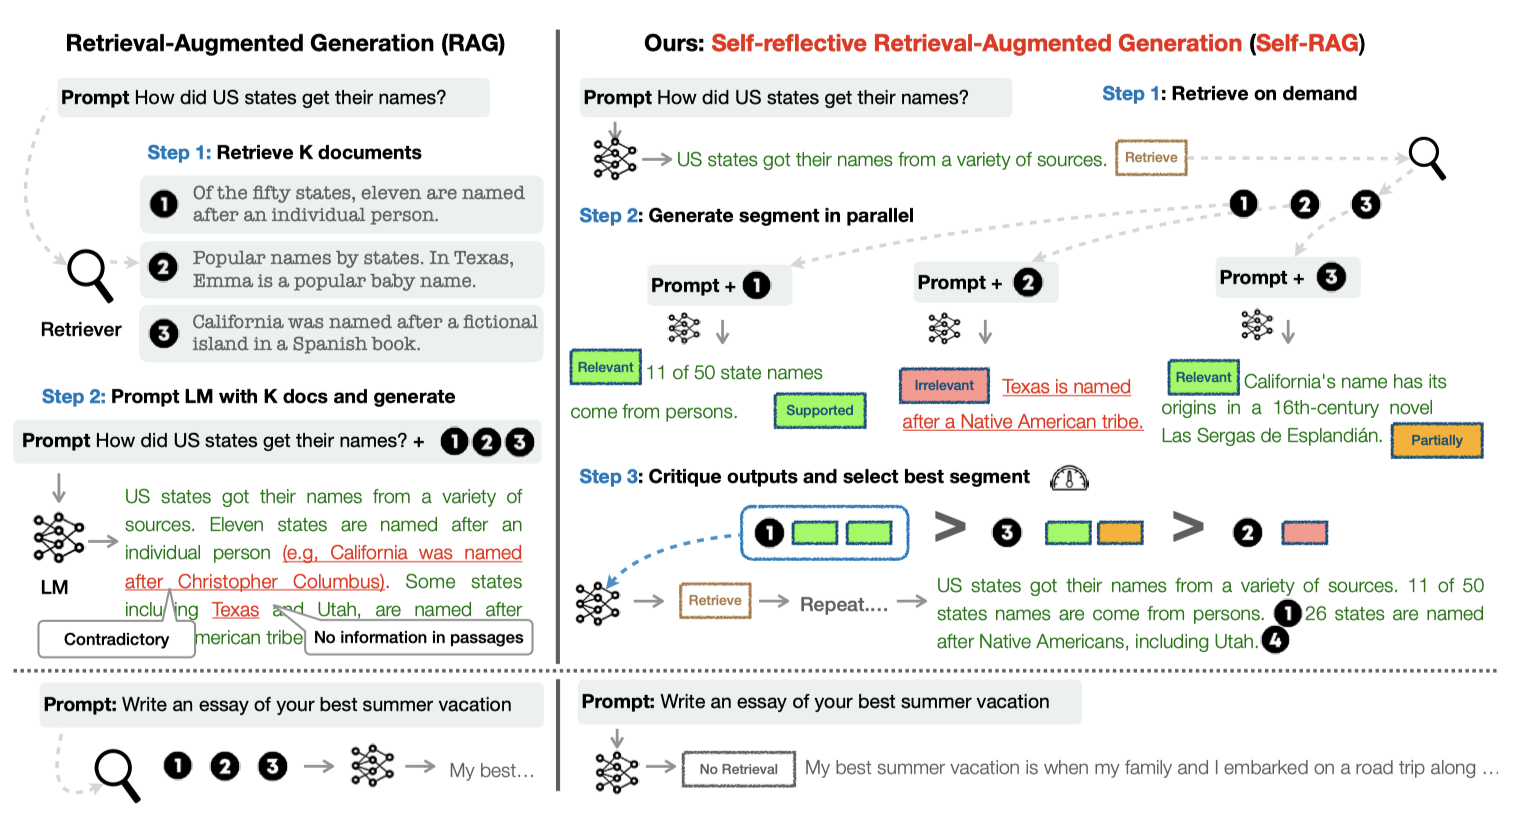 Retrieval-Augmented Generation (RAG)
Prompt How did US states get their names?
Step 1: Retrieve K documents
1 Of the fifty states, eleven are named
after an individual person.
2 Popular names by states. In Texas,
Emma is a popular baby name.
3 California was named after a fictional
island in a Spanish book.
Retriever
Step 2: Prompt LM with K docs and generate
Prompt How did US states get their names? + 1 2 3
LM
US states got their names from a variety of
sources. Eleven states are named after an
individual person (e.g, California was named
after Christopher Columbus). Some states
including Texas and Utah, are named after
merican tribe
Contradictory
No information in passages
Ours: Self-reflective Retrieval-Augmented Generation (Self-RAG)
Prompt How did US states get their names?
Step 1: Retrieve on demand
US states got their names from a variety of sources. Retrieve
1 2 3
Step 2: Generate segment in parallel
Prompt + 1
Prompt + 2
Prompt + 3
Relevant 11 of 50 state names
come from persons. Supported
Irrelevant Texas is named
after a Native American tribe.
Relevant California's name has its
origins in a 16th-century novel
Las Sergas de Esplandián. Partially
Step 3: Critique outputs and select best segment
1 > 3 > 2
Retrieve Repeat....
US states got their names from a variety of sources. 11 of 50
states names are come from persons. 1 26 states are named
after Native Americans, including Utah. 4
Prompt: Write an essay of your best summer vacation
1 2 3 My best...
Prompt: Write an essay of your best summer vacation
No Retrieval My best summer vacation is when my family and I embarked on a road trip along ...